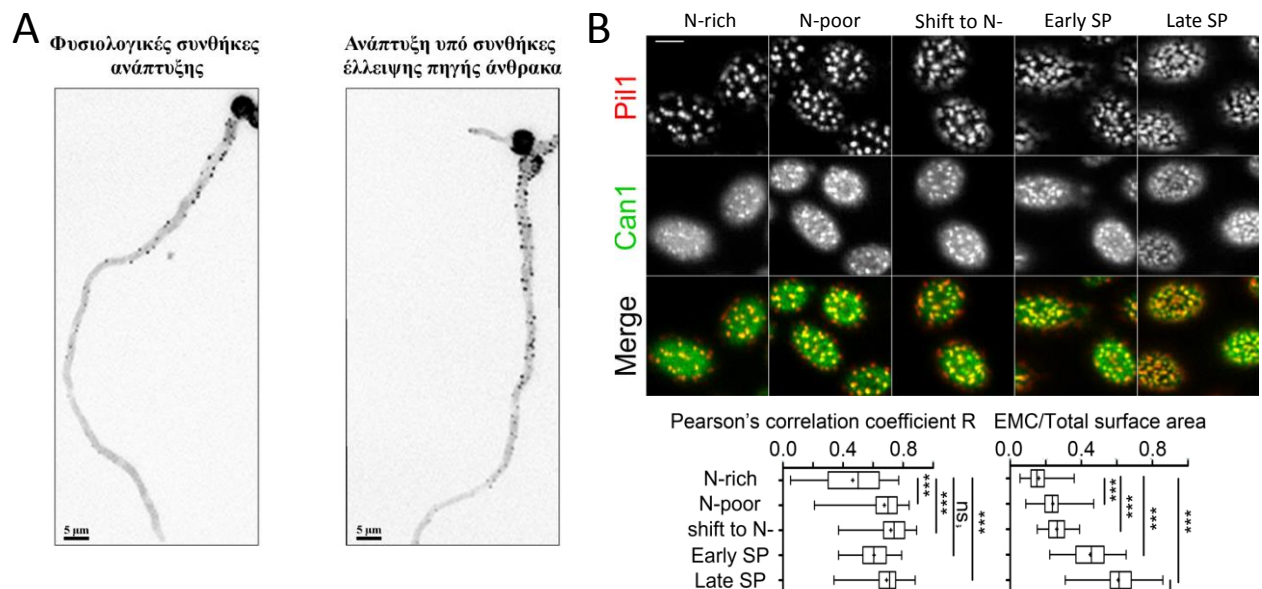 A
Φυσιολογικές συνθήκες
ανάπτυξης
Ανάπτυξη υπό συνθήκες
έλλειψης πηγής άνθρακα
5 μm
5 μm
B
N-rich N-poor Shift to N- Early SP Late SP
Pil1
Can1
Merge
Pearson's correlation coefficient R
0.0 0.4 0.8
EMC/Total surface area
0.0 0.4 0.8
N-rich
N-poor
shift to N-
Early SP
Late SP
***
***
ns,
***
***
***
***
***